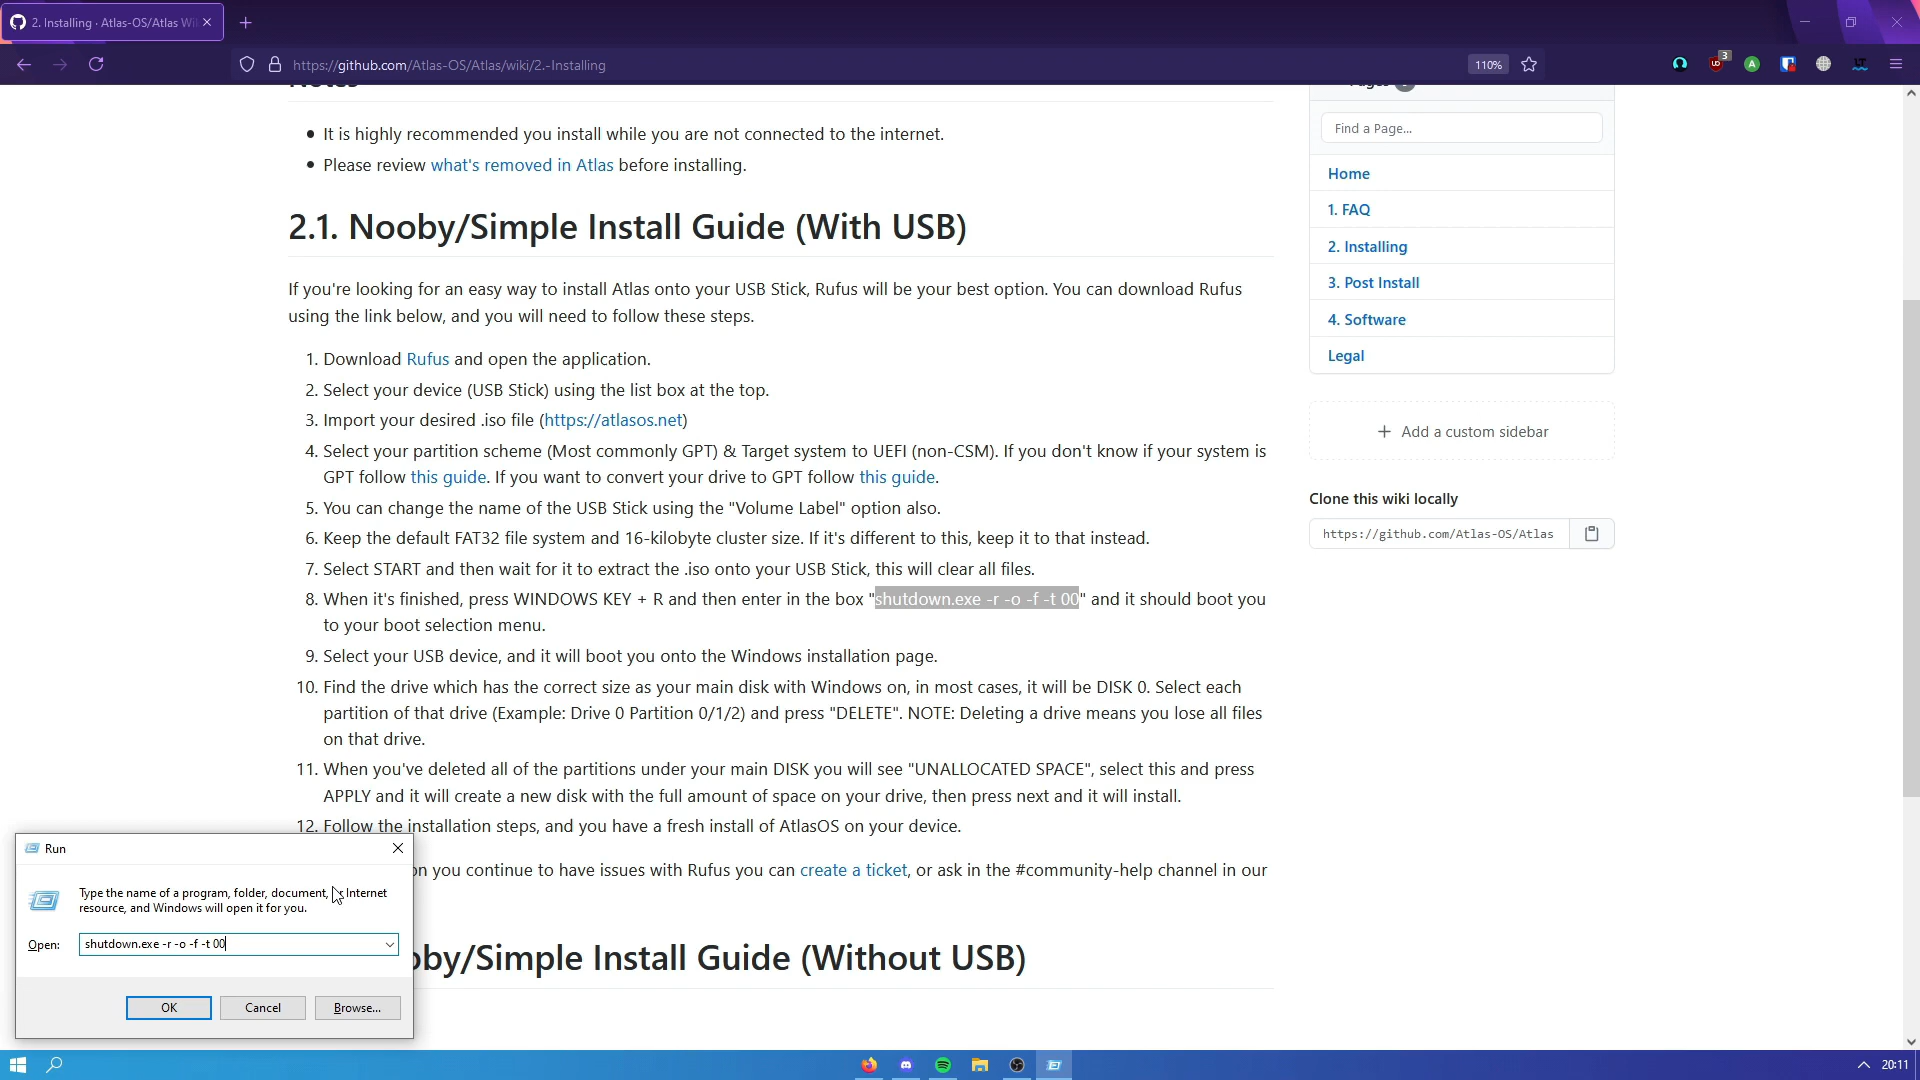 2. Installing · Atlas-OS/Atlas Wi
https://github.com/Atlas-OS/Atlas/wiki/2.-Installing
110%
3
Notes
It is highly recommended you install while you are not connected to the internet.
Please review what's removed in Atlas before installing.
2.1. Nooby/Simple Install Guide (With USB)
If you're looking for an easy way to install Atlas onto your USB Stick, Rufus will be your best option. You can download Rufus
using the link below, and you will need to follow these steps.
1. Download Rufus and open the application.
2. Select your device (USB Stick) using the list box at the top.
3. Import your desired .iso file (https://atlasos.net)
4. Select your partition scheme (Most commonly GPT) & Target system to UEFI (non-CSM). If you don't know if your system is
GPT follow this guide. If you want to convert your drive to GPT follow this guide.
5. You can change the name of the USB Stick using the "Volume Label" option also.
6. Keep the default FAT32 file system and 16-kilobyte cluster size. If it's different to this, keep it to that instead.
7. Select START and then wait for it to extract the .iso onto your USB Stick, this will clear all files.
8. When it's finished, press WINDOWS KEY + R and then enter in the box "shutdown.exe -r -o -f -t 00" and it should boot you
to your boot selection menu.
9. Select your USB device, and it will boot you onto the Windows installation page.
10. Find the drive which has the correct size as your main disk with Windows on, in most cases, it will be DISK 0. Select each
partition of that drive (Example: Drive 0 Partition 0/1/2) and press "DELETE". NOTE: Deleting a drive means you lose all files
on that drive.
11. When you've deleted all of the partitions under your main DISK you will see "UNALLOCATED SPACE", select this and press
APPLY and it will create a new disk with the full amount of space on your drive, then press next and it will install.
12. Follow the installation steps, and you have a fresh install of AtlasOS on your device.
on you continue to have issues with Rufus you can create a ticket, or ask in the #community-help channel in our
oby/Simple Install Guide (Without USB)
Pages
Find a Page...
Home
1. FAQ
2. Installing
3. Post Install
4. Software
Legal
Add a custom sidebar
Clone this wiki locally
https://github.com/Atlas-OS/Atlas
Run
Type the name of a program, folder, document, Internet
resource, and Windows will open it for you.
Open:
shutdown.exe -r -o -f -t 00
OK
Cancel
Browse...
20:11